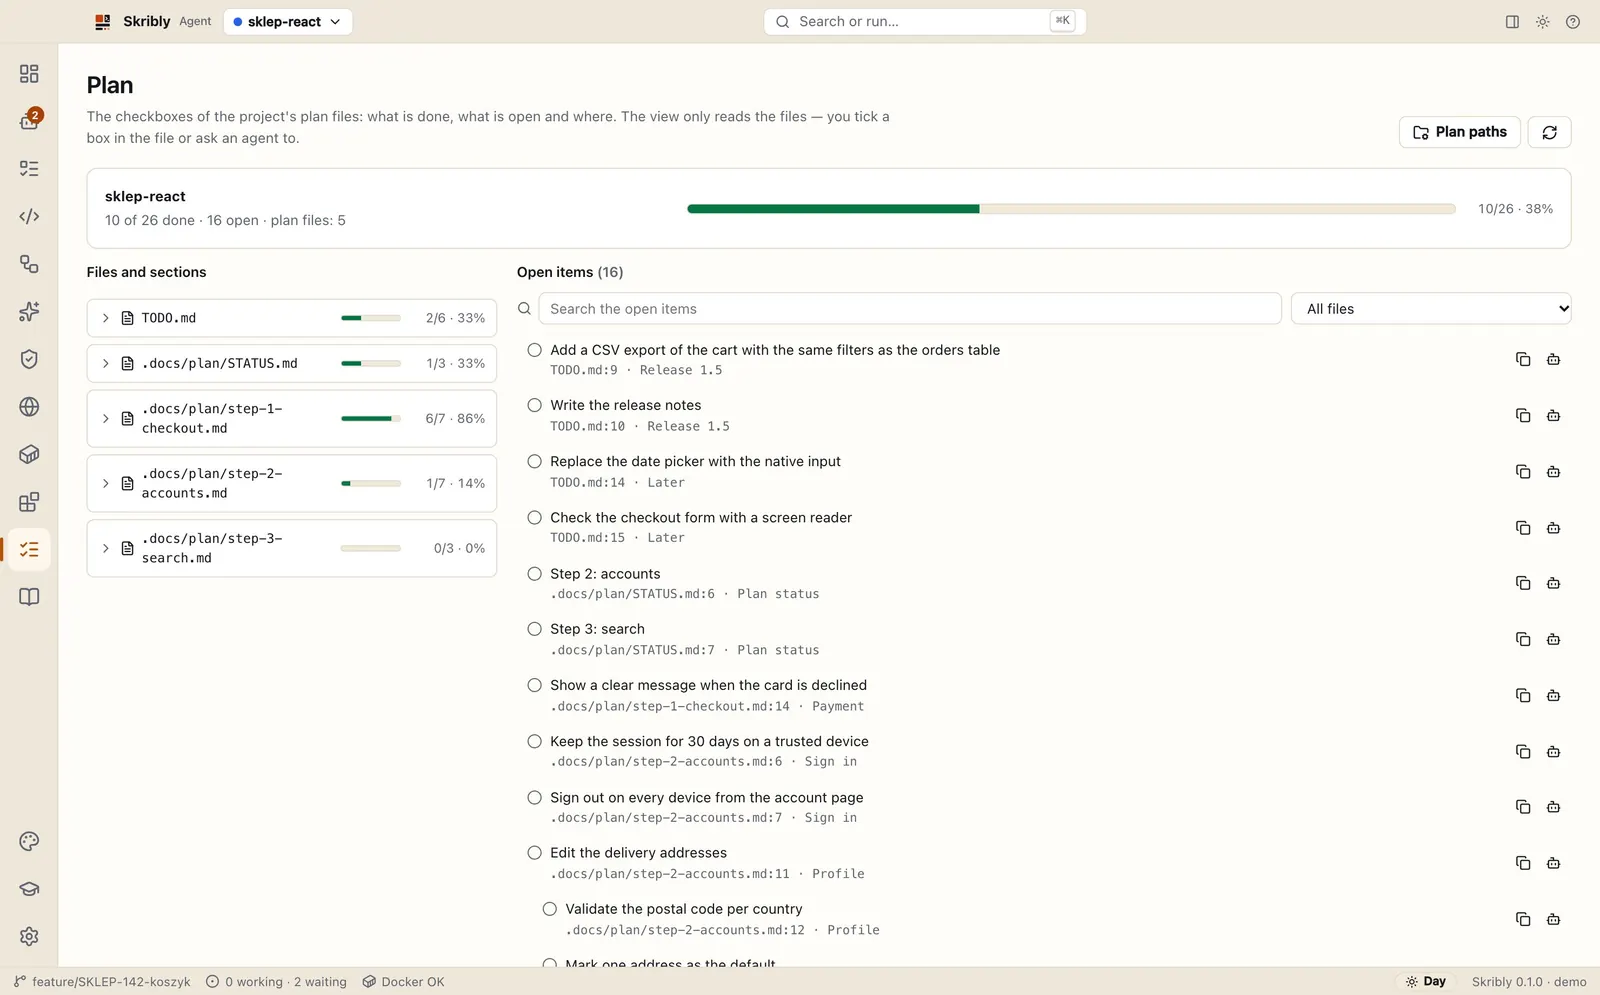 Skribly Agent sklep-react
Search or run... ⌘K
2
Plan
The checkboxes of the project's plan files: what is done, what is open and where. The view only reads the files — you tick a
box in the file or ask an agent to.
Plan paths
sklep-react
10 of 26 done · 16 open · plan files: 5
10/26 · 38%
Files and sections
TODO.md 2/6 · 33%
.docs/plan/STATUS.md 1/3 · 33%
.docs/plan/step-1-
checkout.md
6/7 · 86%
.docs/plan/step-2-
accounts.md
1/7 · 14%
.docs/plan/step-3-
search.md
0/3 · 0%
Open items (16)
Search the open items
All files
Add a CSV export of the cart with the same filters as the orders table
TODO.md:9 · Release 1.5
Write the release notes
TODO.md:10 · Release 1.5
Replace the date picker with the native input
TODO.md:14 · Later
Check the checkout form with a screen reader
TODO.md:15 · Later
Step 2: accounts
.docs/plan/STATUS.md:6 · Plan status
Step 3: search
.docs/plan/STATUS.md:7 · Plan status
Show a clear message when the card is declined
.docs/plan/step-1-checkout.md:14 · Payment
Keep the session for 30 days on a trusted device
.docs/plan/step-2-accounts.md:6 · Sign in
Sign out on every device from the account page
.docs/plan/step-2-accounts.md:7 · Sign in
Edit the delivery addresses
.docs/plan/step-2-accounts.md:11 · Profile
Validate the postal code per country
.docs/plan/step-2-accounts.md:12 · Profile
Mark one address as the default
feature/SKLEP-142-koszyk 0 working · 2 waiting Docker OK
Day Skribly 0.1.0 · demo